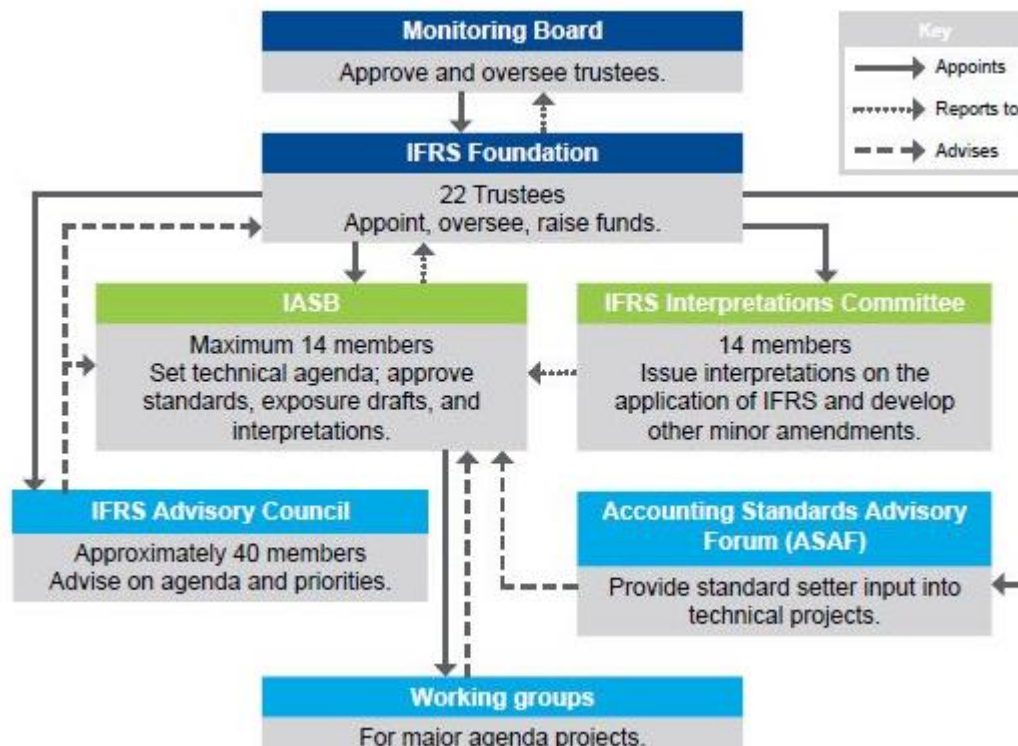 Monitoring Board
Approve and oversee trustees.
Key
Appoints
Reports to
Advises
IFRS Foundation
22 Trustees
Appoint, oversee, raise funds.
IASB
Maximum 14 members
Set technical agenda; approve
standards, exposure drafts, and
interpretations.
IFRS Interpretations Committee
14 members
Issue interpretations on the
application of IFRS and develop
other minor amendments.
IFRS Advisory Council
Approximately 40 members
Advise on agenda and priorities.
Accounting Standards Advisory
Forum (ASAF)
Provide standard setter input into
technical projects.
Working groups
For major agenda projects.